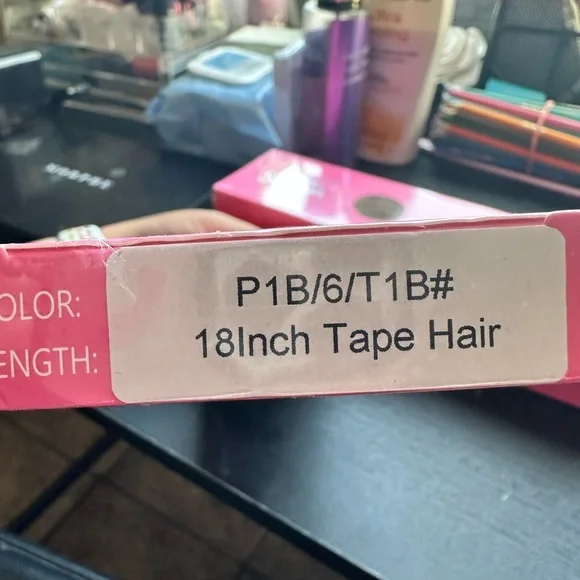 OLOR:
P1B/6/T1B#
ENGTH:
18Inch Tape Hair